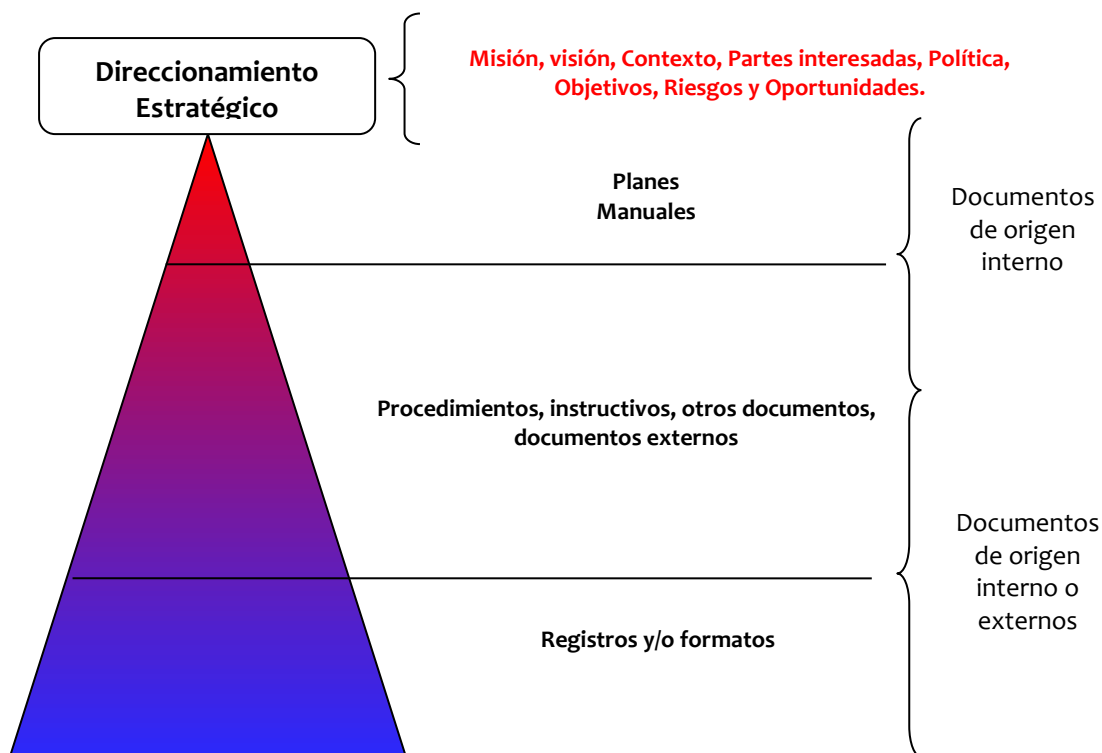 Direccionamiento
Estratégico
Misión, visión, Contexto, Partes interesadas, Política,
Objetivos, Riesgos y Oportunidades.
Planes
Manuales
Documentos
de origen
interno
Procedimientos, instructivos, otros documentos,
documentos externos
Documentos
de origen
interno o
externos
Registros y/o formatos